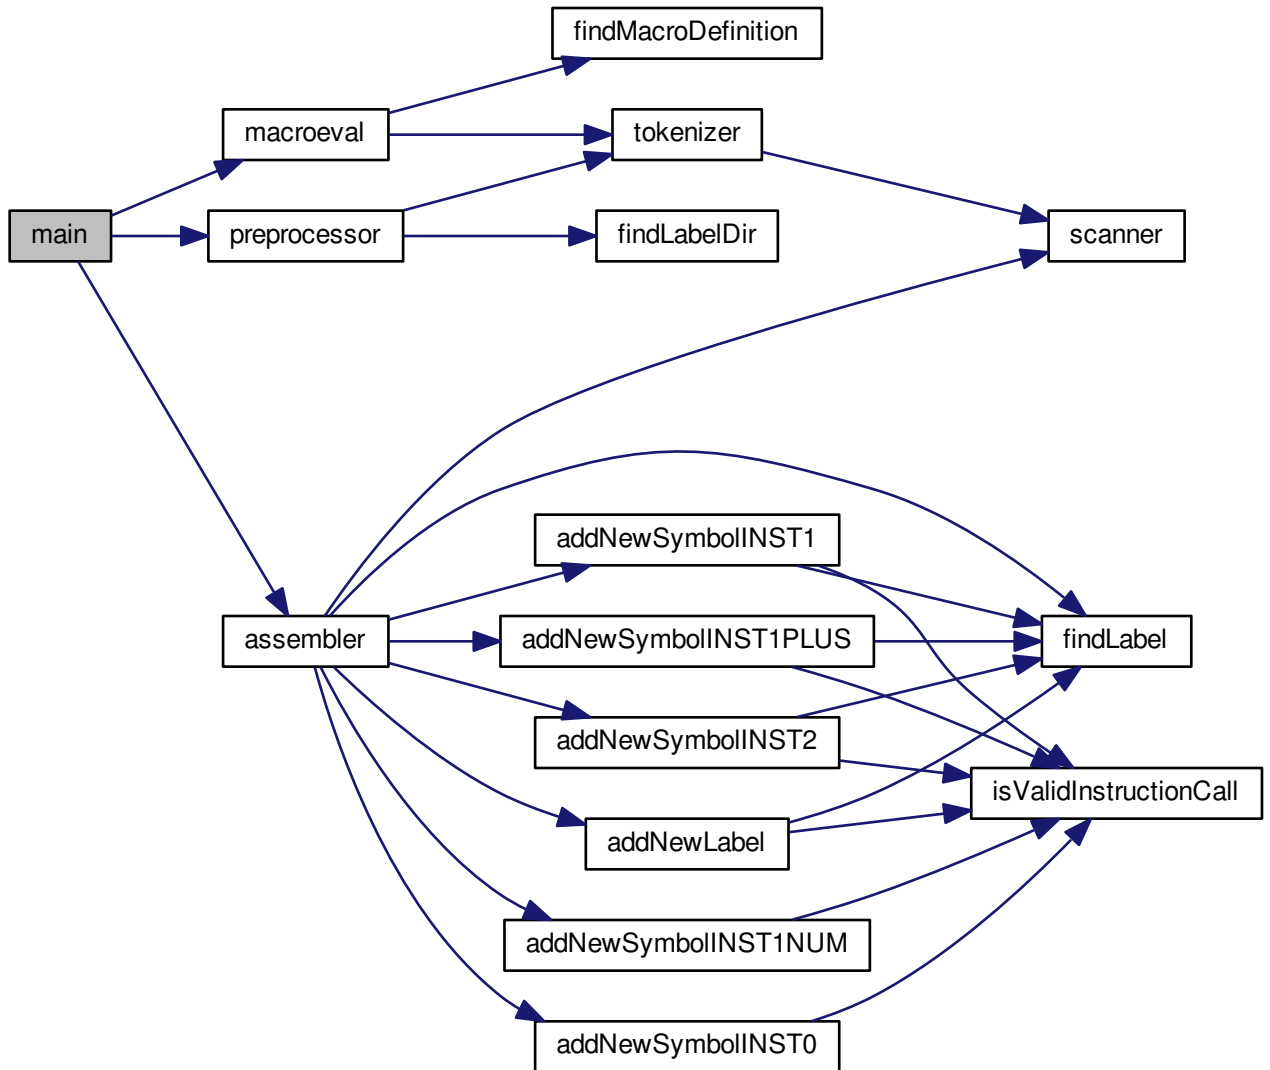 findMacroDefinition
macroeval
tokenizer
main
preprocessor
findLabelDir
scanner
addNewSymbolINST1
assembler
addNewSymbolINST1PLUS
findLabel
addNewSymbolINST2
isValidInstructionCall
addNewLabel
addNewSymbolINST1NUM
addNewSymbolINST0